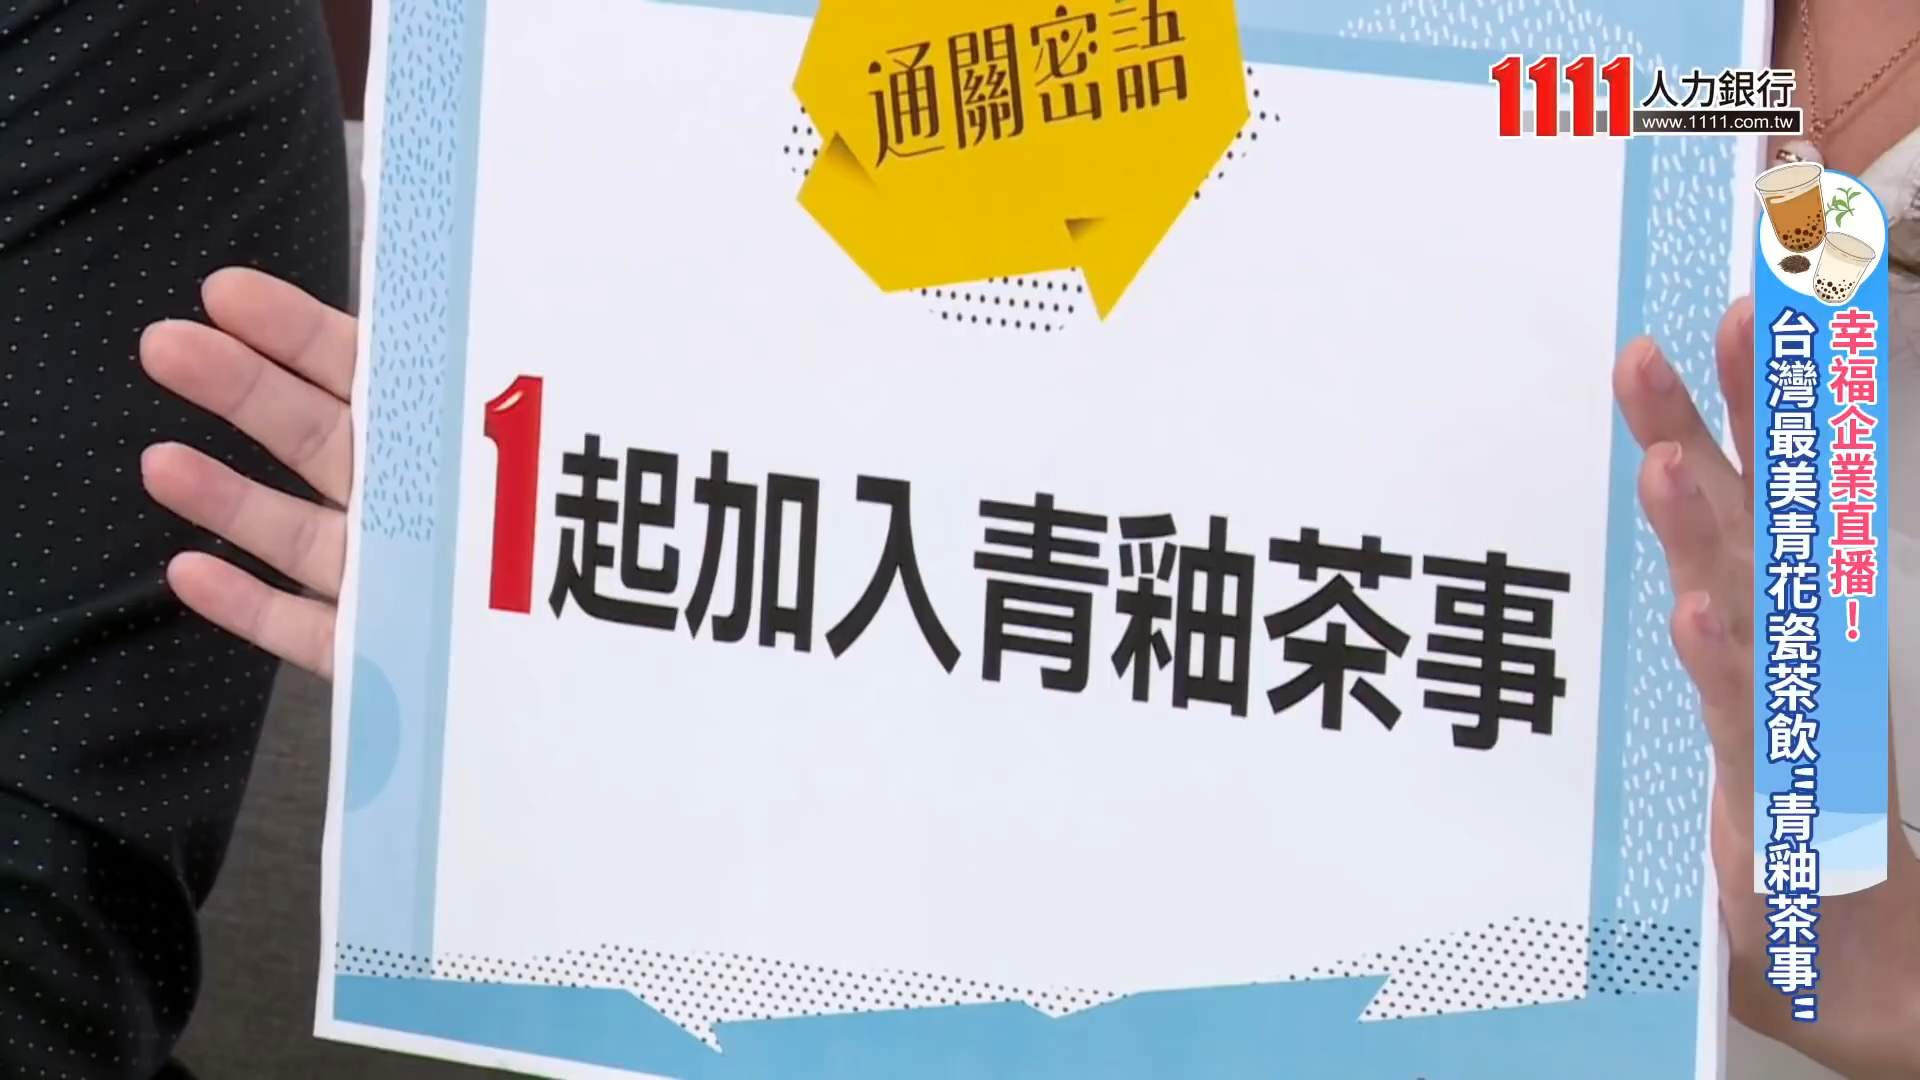 通關密語
1111人力銀行
www.1111.com.tw
1起加入青釉茶事
幸福企業直播！
台灣最美青花瓷茶飲"青釉茶事"